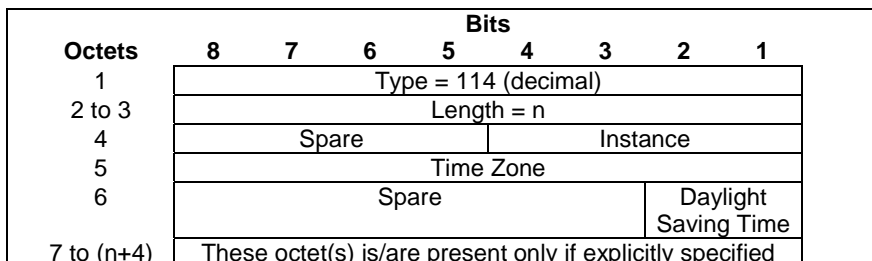 Bits
Octets 8 7 6 5 4 3 2 1
1 Type = 114 (decimal)
2 to 3 Length = n
4 Spare Instance
5 Time Zone
6 Spare Daylight
Saving Time
7 to (n+4) These octet(s) is/are present only if explicitly specified